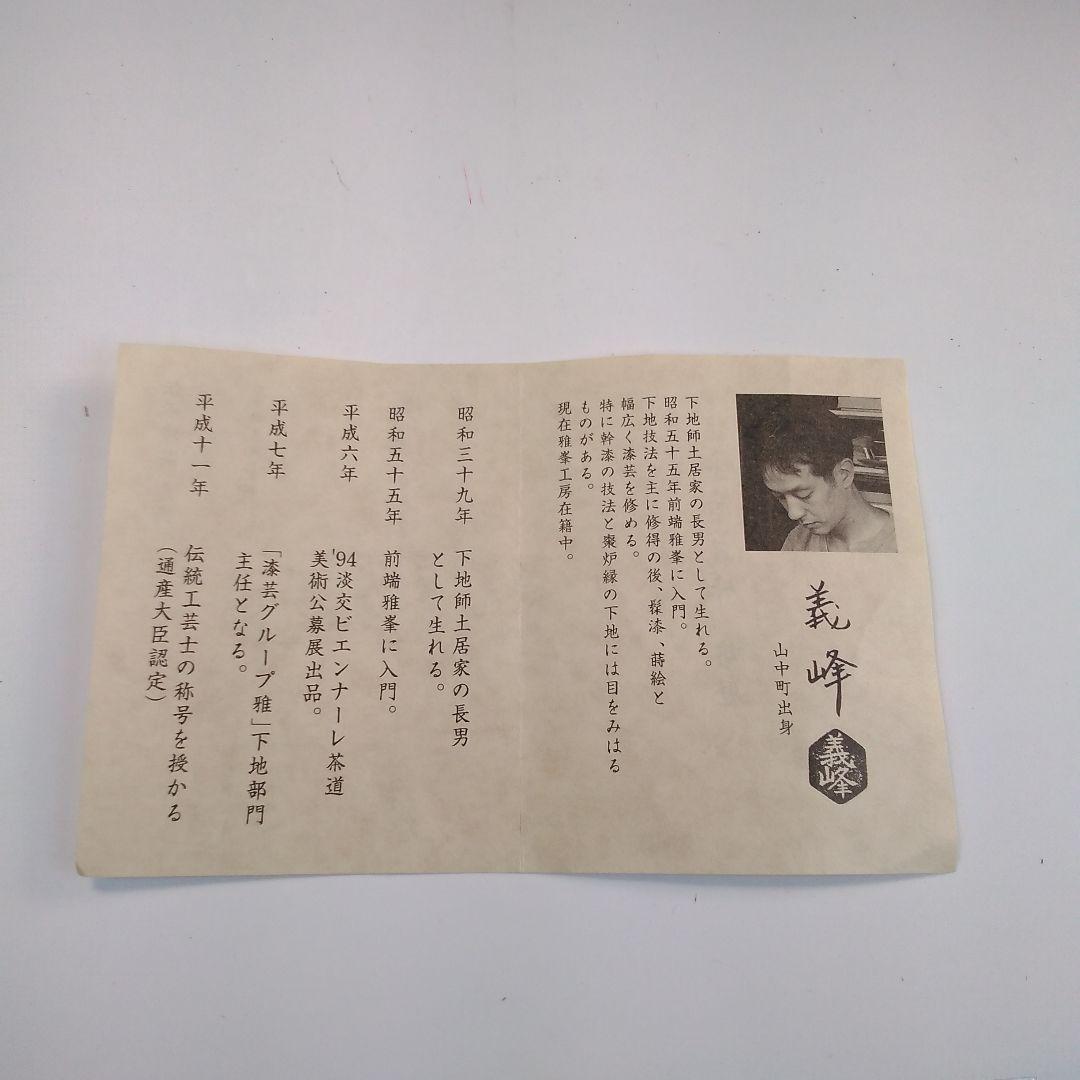 義峰
山中町出身
義峰
下地師土居家の長男として生れる。
昭和五十五年前端雅峯に入門。
下地技法を主に修得の後、髹漆、蒔絵と
幅広く漆芸を修める。
特に幹漆の技法と棗炉縁の下地には目をみはる
ものがある。
現在雅峯工房在籍中。
昭和三十九年 下地師土居家の長男
として生れる。
昭和五十五年 前端雅峯に入門。
平成六年 '94淡交ビエンナーレ茶道
美術公募展出品。
平成七年 「漆芸グループ雅」下地部門
主任となる。
平成十一年 伝統工芸士の称号を授かる
(通産大臣認定)